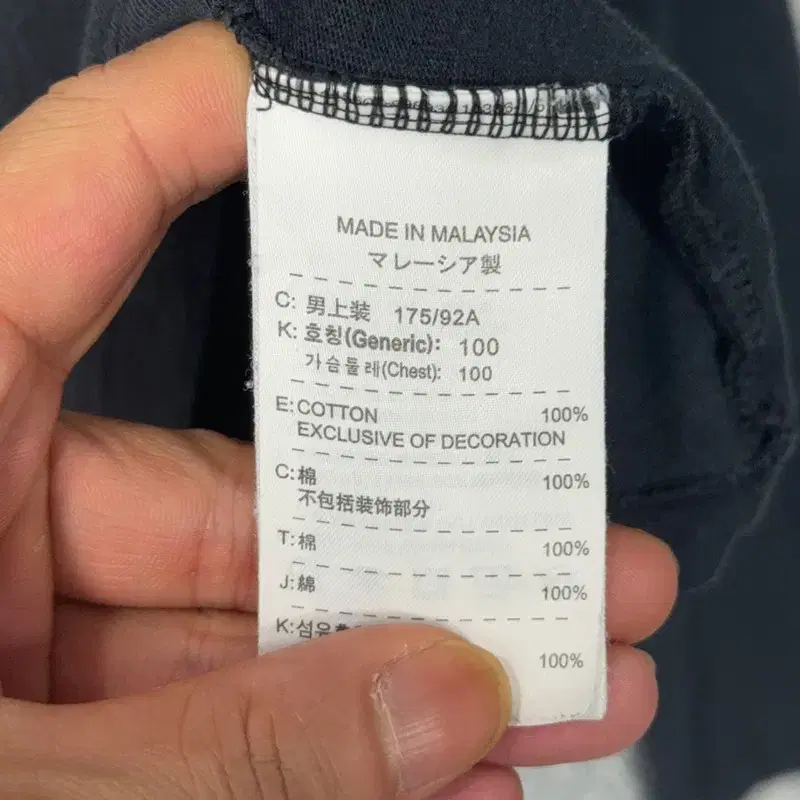 MADE IN MALAYSIA
マレーシア製
C: 男上装 175/92A
K: 호칭(Generic): 100
가슴둘레(Chest): 100
E: COTTON 100%
EXCLUSIVE OF DECORATION
C: 棉 100%
不包括装饰部分
T: 棉 100%
J: 綿 100%
K: 100%